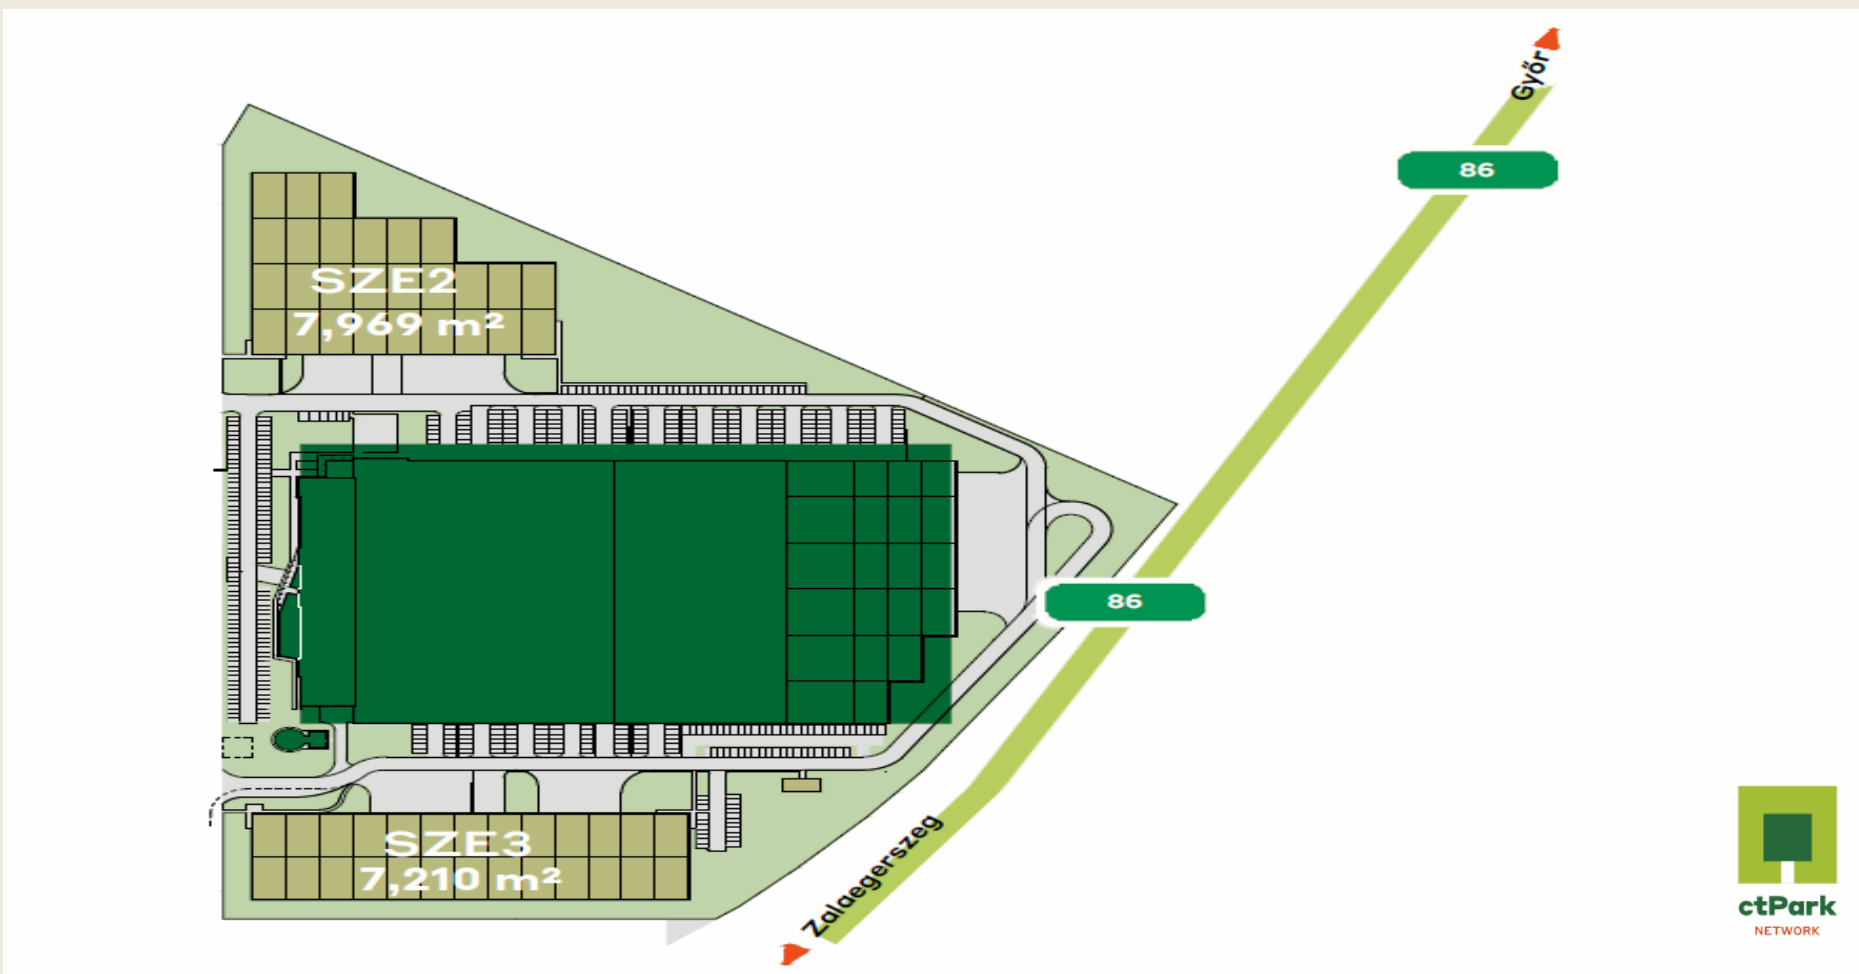 Győr
86
SZE2
7,969 m²
86
SZE3
7,210 m²
Zalaegerszeg
ctPark
NETWORK